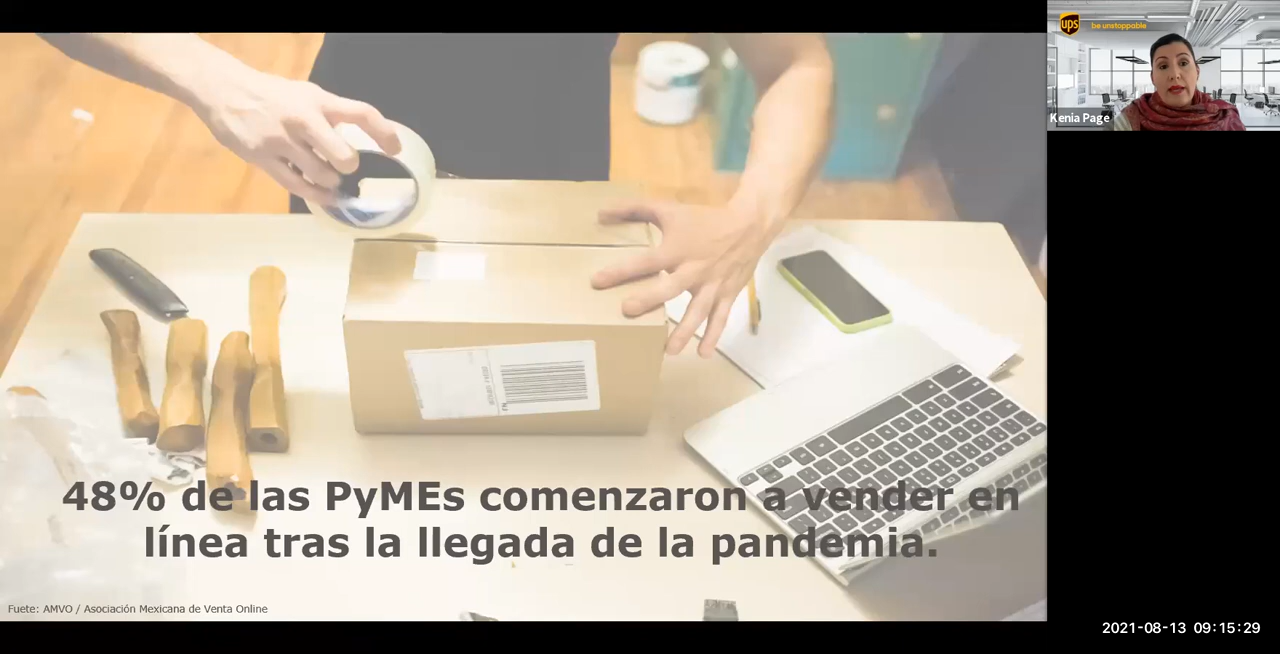 ups
be unstoppable
Kenia Page
48% de las PyMEs comenzaron a vender en
línea tras la llegada de la pandemia.
Fuete: AMVO / Asociación Mexicana de Venta Online
2021-08-13 09:15:29